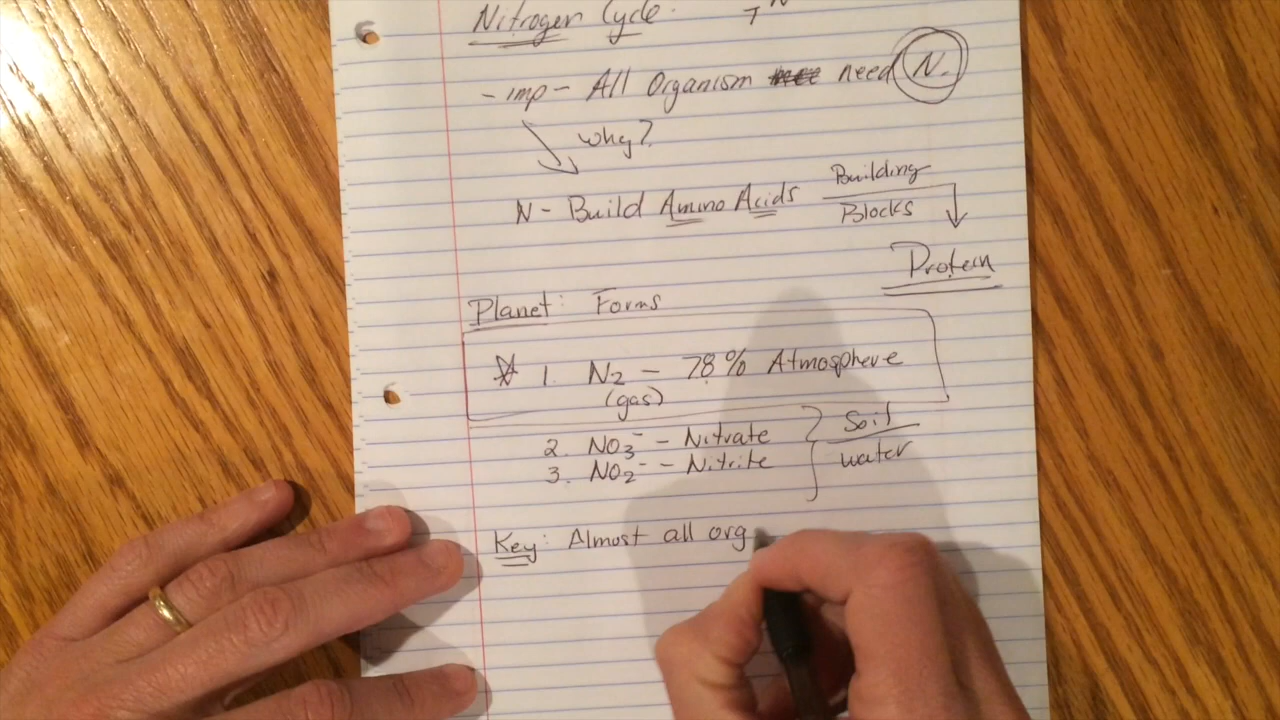 Nitrogen Cycle.
- imp - All Organism need N.
why?
N - Build Amino Acids Building Blocks
Protein
Planet: Forms
1. N2 - 78% Atmosphere
(gas)
2. NO3- - Nitrate
3. NO2- - Nitrite
Soil
water
Key: Almost all org